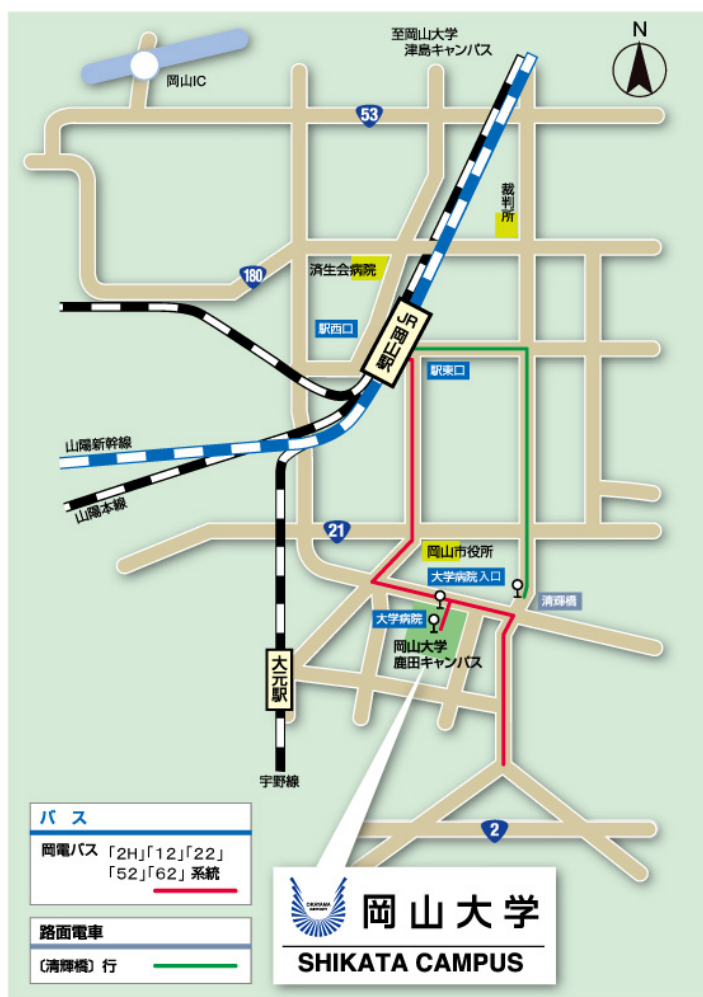 至岡山大学
津島キャンパス
N
岡山IC
53
裁判所
済生会病院
180
駅西口
JR岡山駅
駅東口
山陽新幹線
山陽本線
21
岡山市役所
大学病院入口
清輝橋
大学病院
岡山大学
鹿田キャンパス
大元駅
宇野線
2
バス
岡電バス 「2H」「12」「22」
「52」「62」系統
路面電車
〔清輝橋〕行
OKAYAMA
岡山大学
SHIKATA CAMPUS